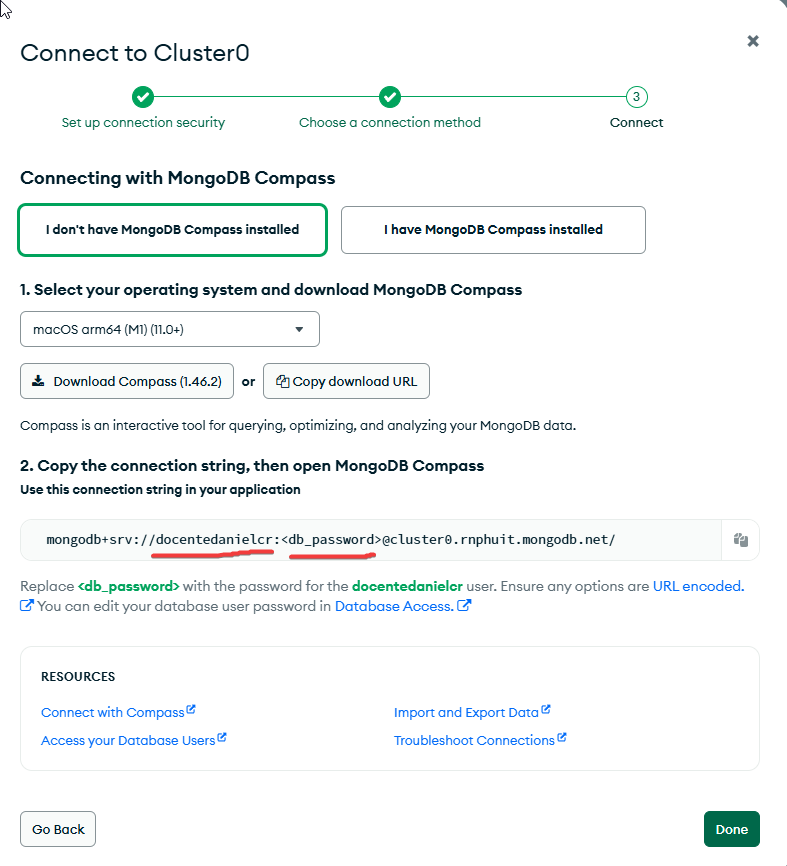 Connect to Cluster0
Set up connection security
Choose a connection method
3
Connect
Connecting with MongoDB Compass
I don't have MongoDB Compass installed
I have MongoDB Compass installed
1. Select your operating system and download MongoDB Compass
macOS arm64 (M1) (11.0+)
Download Compass (1.46.2) or Copy download URL
Compass is an interactive tool for querying, optimizing, and analyzing your MongoDB data.
2. Copy the connection string, then open MongoDB Compass
Use this connection string in your application
mongodb+srv://docentedanielcr:<db_password>@cluster0.rnphuit.mongodb.net/
Replace <db_password> with the password for the docentedanielcr user. Ensure any options are URL encoded.
You can edit your database user password in Database Access.
RESOURCES
Connect with Compass
Import and Export Data
Access your Database Users
Troubleshoot Connections
Go Back
Done